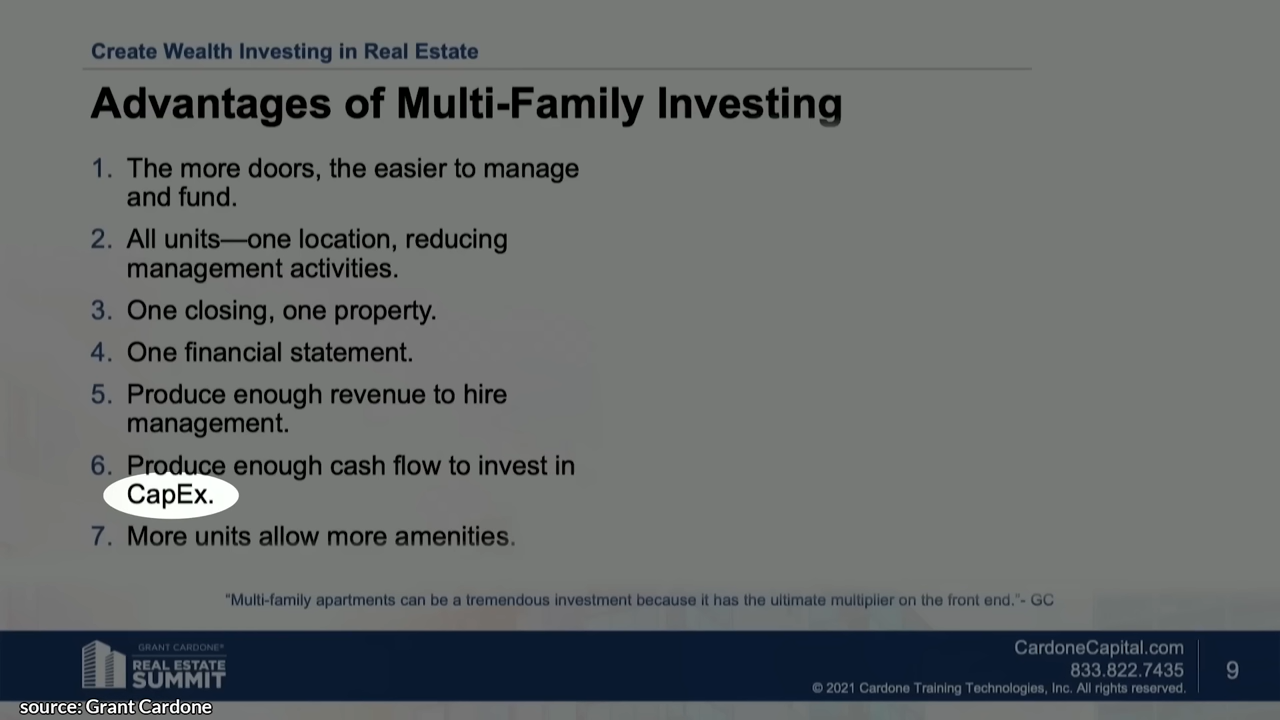 Create Wealth Investing in Real Estate
Advantages of Multi-Family Investing
1. The more doors, the easier to manage
and fund.
2. All units—one location, reducing
management activities.
3. One closing, one property.
4. One financial statement.
5. Produce enough revenue to hire
management.
6. Produce enough cash flow to invest in
CapEx.
7. More units allow more amenities.
“Multi-family apartments can be a tremendous investment because it has the ultimate multiplier on the front end.”- GC
GRANT CARDONE®
REAL ESTATE
SUMMIT
CardoneCapital.com
833.822.7435
© 2021 Cardone Training Technologies, Inc. All rights reserved.
9
source: Grant Cardone